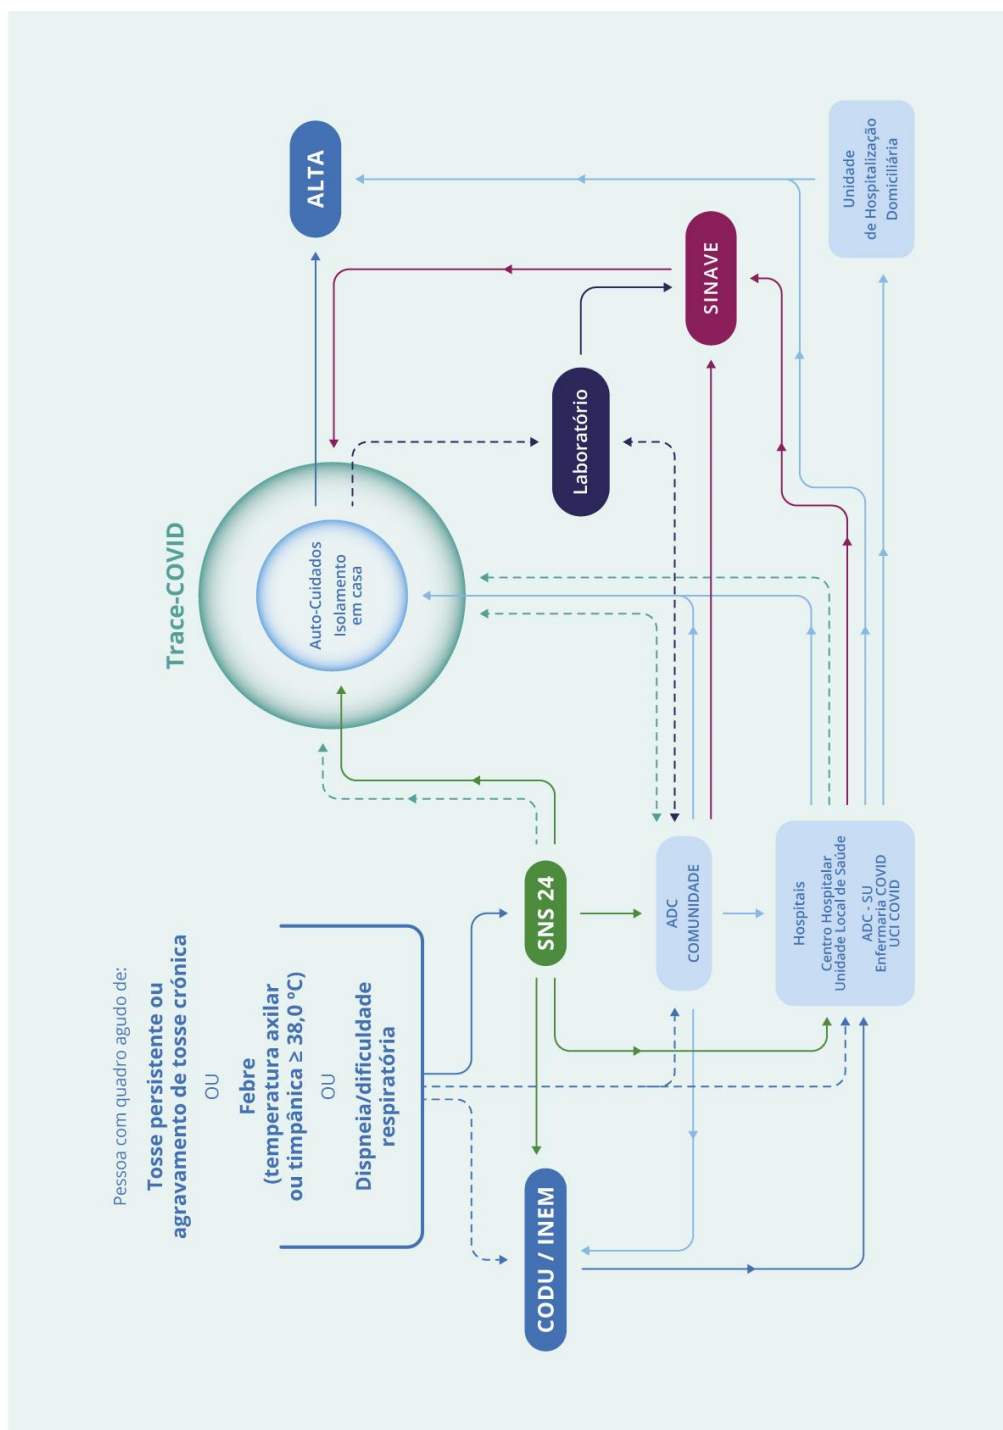 Pessoa com quadro agudo de:
Tosse persistente ou
agravamento de tosse crónica
OU
Febre
(temperatura axilar
ou timpânica ≥ 38,0 ºC)
OU
Dispneia/dificuldade
respiratória
CODU / INEM
SNS 24
ADC
COMUNIDADE
Hospitais
Centro Hospitalar
Unidade Local de Saúde
ADC - SU
Enfermaria COVID
UCI COVID
Trace-COVID
Auto-Cuidados
Isolamento
em casa
Laboratório
SINAVE
ALTA
Unidade
de Hospitalização
Domiciliária